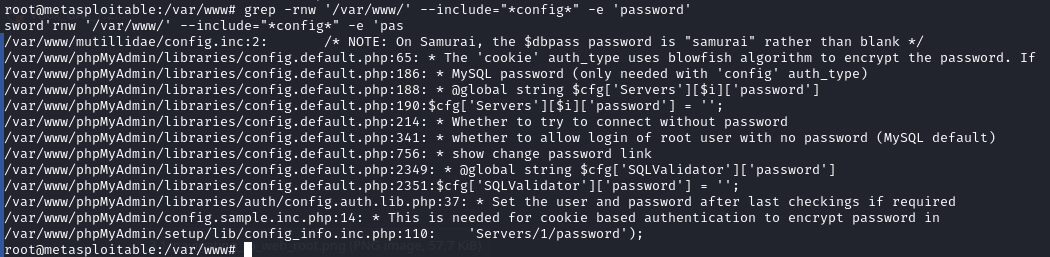 root@metasploitable:/var/www# grep -rnw '/var/www/' --include="*config*" -e 'password'
sword'rnw '/var/www/' --include="*config*" -e 'pas
/var/www/mutillidae/config.inc:2:        /* NOTE: On Samurai, the $dbpass password is "samurai" rather than blank */
/var/www/phpMyAdmin/libraries/config.default.php:65: * The 'cookie' auth_type uses blowfish algorithm to encrypt the password. If
/var/www/phpMyAdmin/libraries/config.default.php:186: * MySQL password (only needed with 'config' auth_type)
/var/www/phpMyAdmin/libraries/config.default.php:188: * @global string $cfg['Servers'][$i]['password']
/var/www/phpMyAdmin/libraries/config.default.php:190:$cfg['Servers'][$i]['password'] = '';
/var/www/phpMyAdmin/libraries/config.default.php:214: * Whether to try to connect without password
/var/www/phpMyAdmin/libraries/config.default.php:341: * whether to allow login of root user with no password (MySQL default)
/var/www/phpMyAdmin/libraries/config.default.php:756: * show change password link
/var/www/phpMyAdmin/libraries/config.default.php:2349: * @global string $cfg['SQLValidator']['password']
/var/www/phpMyAdmin/libraries/config.default.php:2351:$cfg['SQLValidator']['password'] = '';
/var/www/phpMyAdmin/libraries/auth/config.auth.lib.php:37: * Set the user and password after last checkings if required
/var/www/phpMyAdmin/config.sample.inc.php:14: * This is needed for cookie based authentication to encrypt password in
/var/www/phpMyAdmin/setup/lib/config_info.inc.php:110:    'Servers/1/password');
root@metasploitable:/var/www#